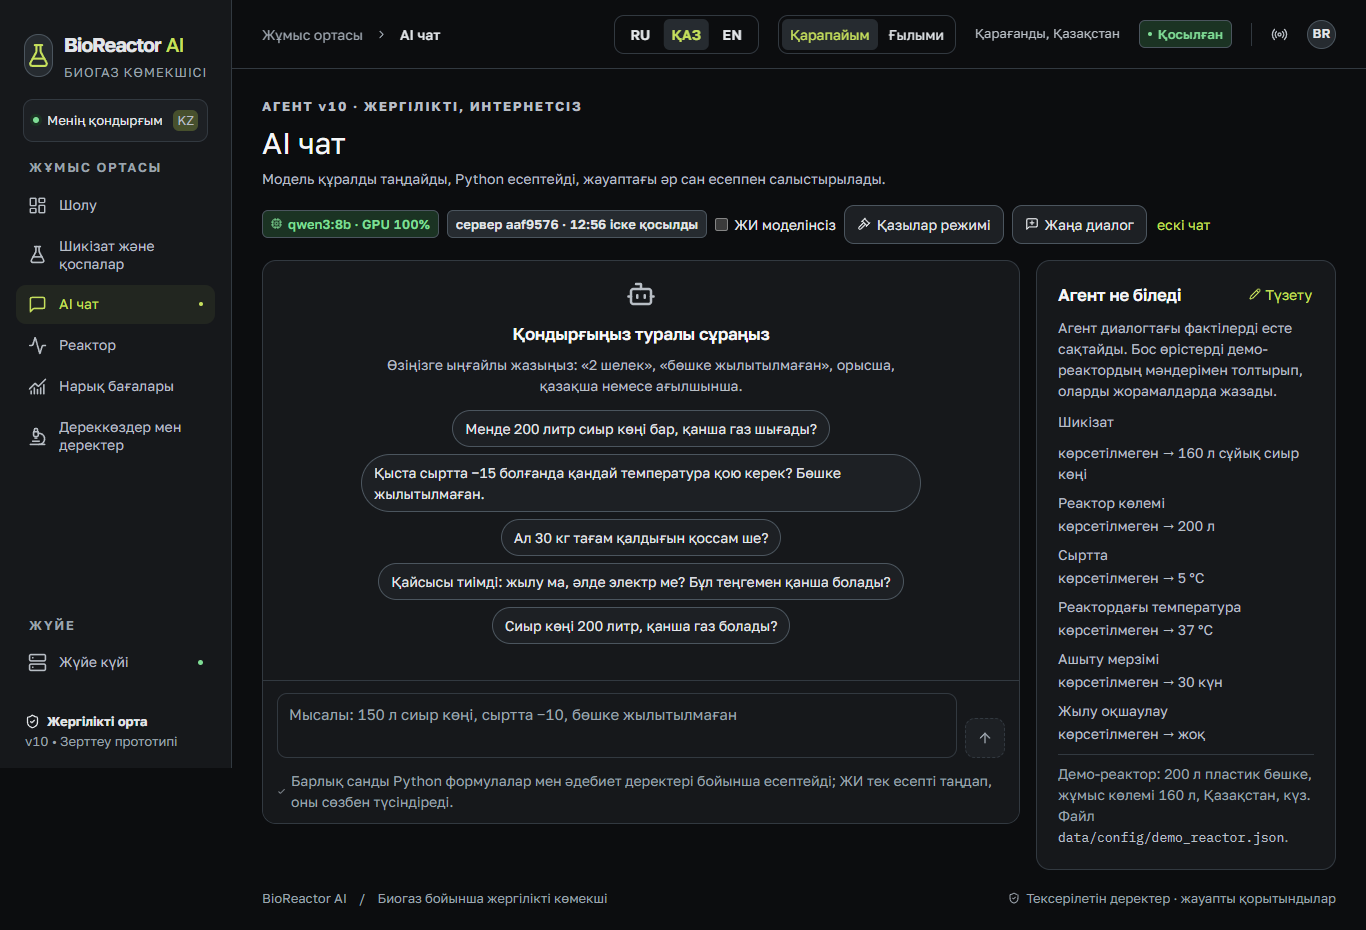 BioReactor AI
БИОГАЗ КӨМЕКШІСІ
Менің қондырғым KZ
ЖҰМЫС ОРТАСЫ
Шолу
Шикізат және
қоспалар
AI чат
Реактор
Нарық бағалары
Дереккөздер мен
деректер
ЖҮЙЕ
Жүйе күйі
Жергілікті орта
v10 • Зерттеу прототипі
Жұмыс ортасы > AI чат
RU ҚАЗ EN
Қарапайым Ғылыми
Қарағанды, Қазақстан
• Қосылған
BR
АГЕНТ v10 · ЖЕРГІЛІКТІ, ИНТЕРНЕТСІЗ
AI чат
Модель құралды таңдайды, Python есептейді, жауаптағы әр сан есеппен салыстырылады.
qwen3:8b · GPU 100%
сервер aaf9576 · 12:56 іске қосылды
ЖИ моделінсіз
Қазылар режимі
Жаңа диалог
ескі чат
Қондырғыңыз туралы сұраңыз
Өзіңізге ыңғайлы жазыңыз: «2 шелек», «бөшке жылытылмаған», орысша,
қазақша немесе ағылшынша.
Менде 200 литр сиыр көңі бар, қанша газ шығады?
Қыста сыртта −15 болғанда қандай температура қою керек? Бөшке
жылытылмаған.
Ал 30 кг тағам қалдығын қоссам ше?
Қайсысы тиімді: жылу ма, әлде электр ме? Бұл теңгемен қанша болады?
Сиыр көңі 200 литр, қанша газ болады?
Мысалы: 150 л сиыр көңі, сыртта −10, бөшке жылытылмаған
Барлық санды Python формулалар мен әдебиет деректері бойынша есептейді; ЖИ тек есепті таңдап,
оны сөзбен түсіндіреді.
Агент не біледі
Түзету
Агент диалогтағы фактілерді есте
сақтайды. Бос өрістерді демо-
реактордың мәндерімен толтырып,
оларды жорамалдарда жазады.
Шикізат
көрсетілмеген → 160 л сұйық сиыр
көңі
Реактор көлемі
көрсетілмеген → 200 л
Сыртта
көрсетілмеген → 5 °C
Реактордағы температура
көрсетілмеген → 37 °C
Ашыту мерзімі
көрсетілмеген → 30 күн
Жылу оқшаулау
көрсетілмеген → жоқ
Демо-реактор: 200 л пластик бөшке,
жұмыс көлемі 160 л, Қазақстан, күз.
Файл
data/config/demo_reactor.json.
BioReactor AI / Биогаз бойынша жергілікті көмекші
Тексерілетін деректер · жауапты қорытындылар